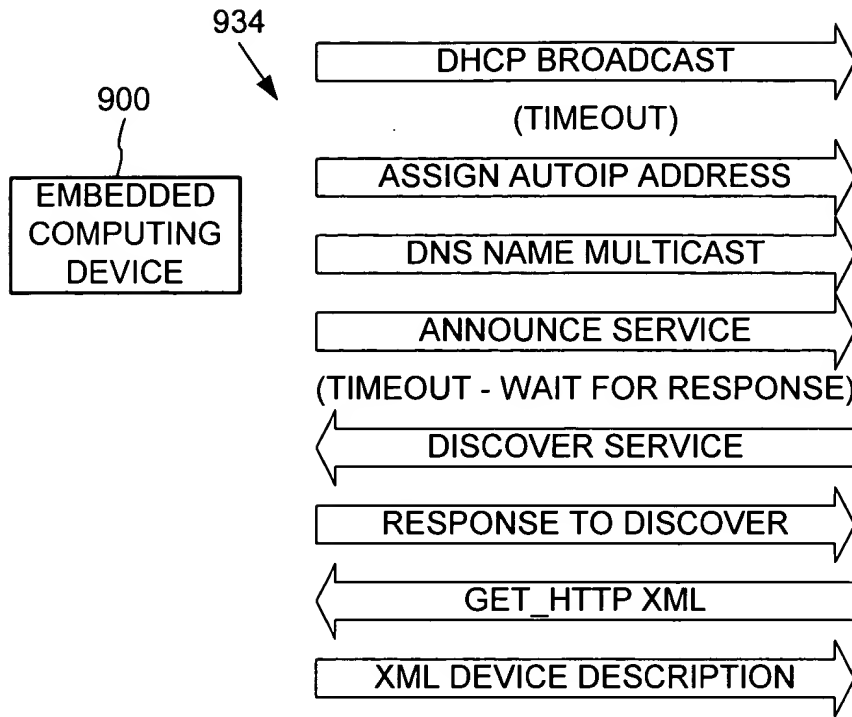 934
DHCP BROADCAST
900
(TIMEOUT)
EMBEDDED
COMPUTING
DEVICE
ASSIGN AUTOIP ADDRESS
DNS NAME MULTICAST
ANNOUNCE SERVICE
(TIMEOUT - WAIT FOR RESPONSE)
DISCOVER SERVICE
RESPONSE TO DISCOVER
GET_HTTP XML
XML DEVICE DESCRIPTION